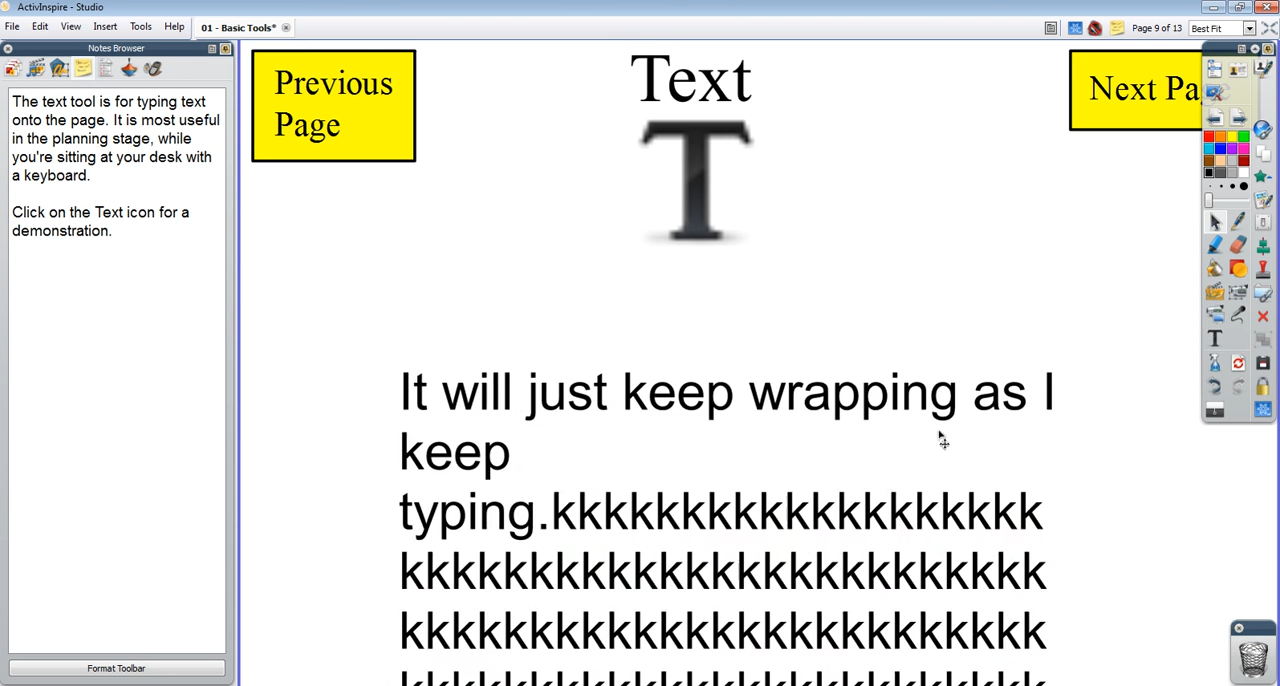 ActivInspire - Studio
File Edit View Insert Tools Help 01 - Basic Tools* Page 9 of 13 Best Fit
Notes Browser
The text tool is for typing text
onto the page. It is most useful
in the planning stage, while
you're sitting at your desk with
a keyboard.
Click on the Text icon for a
demonstration.
Format Toolbar
Previous
Page
Text
T
Next Pa
It will just keep wrapping as I
keep
typing.kkkkkkkkkkkkkkkkkkk
kkkkkkkkkkkkkkkkkkkkkkkkk
kkkkkkkkkkkkkkkkkkkkkkkkk
T